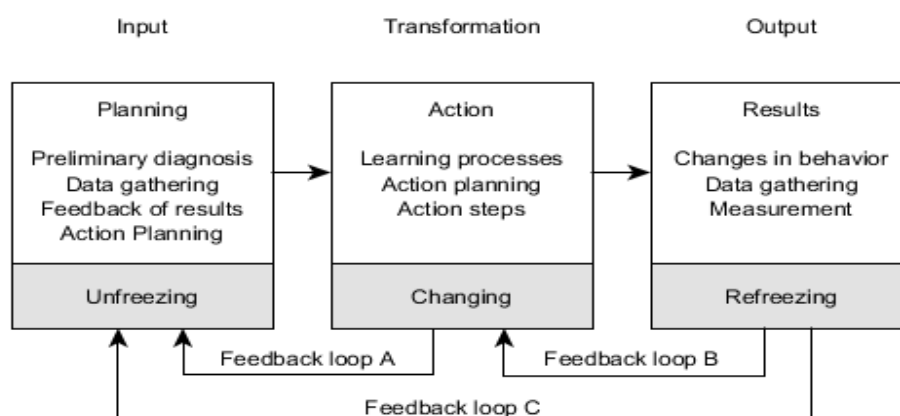 Input
Transformation
Output
Planning
Preliminary diagnosis
Data gathering
Feedback of results
Action Planning
Unfreezing
Action
Learning processes
Action planning
Action steps
Changing
Results
Changes in behavior
Data gathering
Measurement
Refreezing
Feedback loop A
Feedback loop B
Feedback loop C